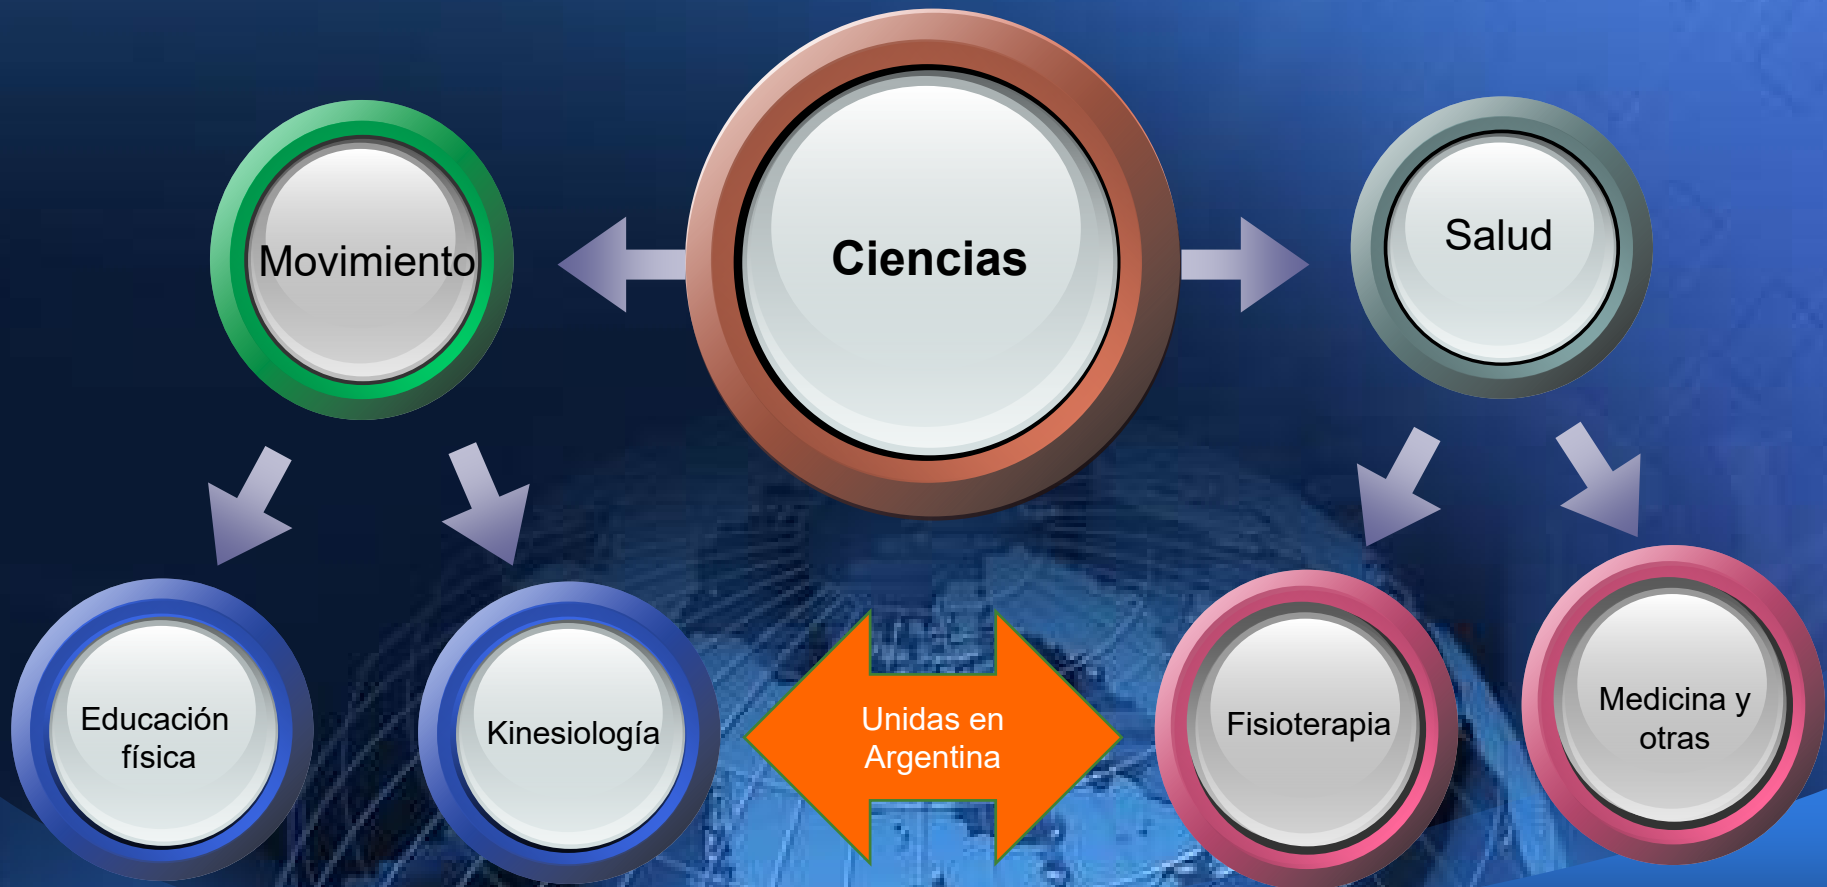 Ciencias
Movimiento
Salud
Educación
física
Kinesiología
Unidas en
Argentina
Fisioterapia
Medicina y
otras